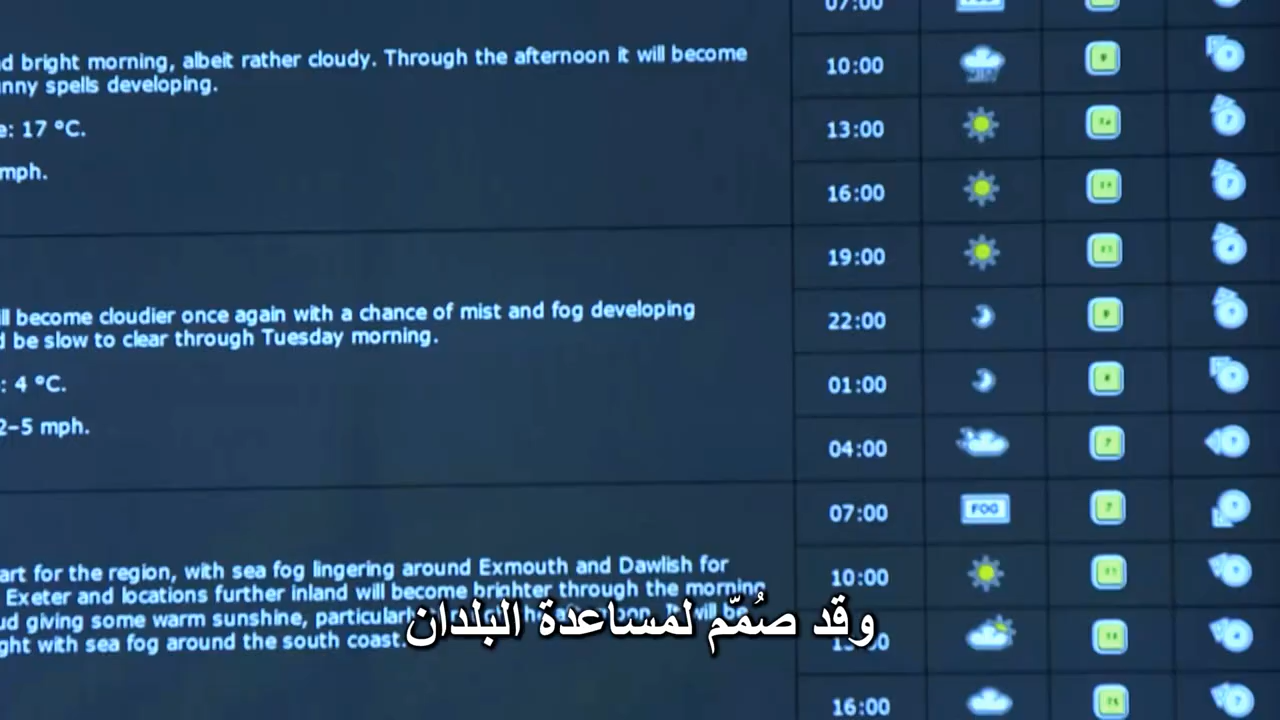 07:00
d bright morning, albeit rather cloudy. Through the afternoon it will become
nny spells developing.
e: 17 °C.
mph.
10:00
13:00
16:00
19:00
ll become cloudier once again with a chance of mist and fog developing
d be slow to clear through Tuesday morning.
: 4 °C.
2-5 mph.
22:00
01:00
04:00
07:00
FOG
art for the region, with sea fog lingering around Exmouth and Dawlish for
Exeter and locations further inland will become brighter through the morning
ud giving some warm sunshine, particularly will be
ght with sea fog around the south coast.
10:00
16:00
وقد صُمّم لمساعدة البلدان